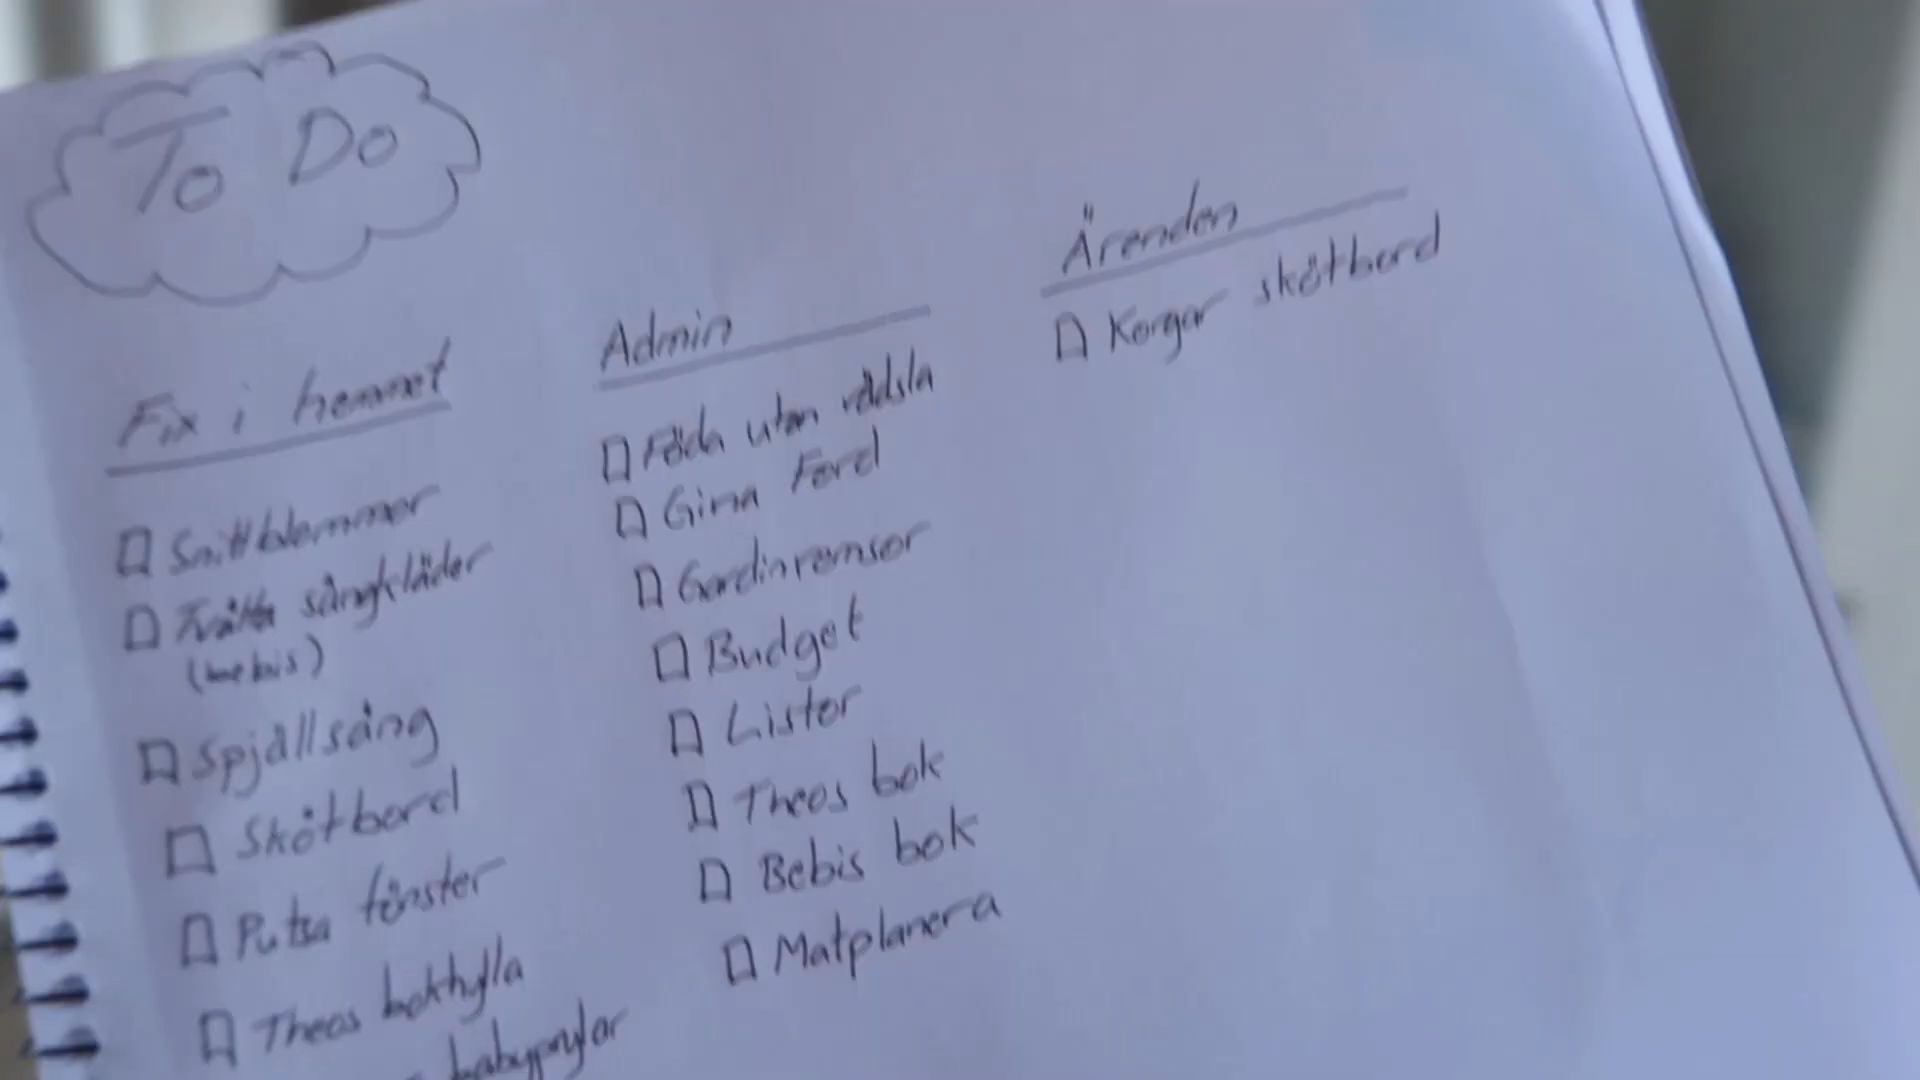 To Do
Fix i hemmet
Snittblommor
Tvätta sängkläder
(bebis)
Spjälsäng
Skötbord
Putsa fönster
Theos bokhylla
babyprylar
Admin
Föda utan rädsla
Gina Ford
Gardinremsor
Budget
Listor
Theos bok
Bebis bok
Matplanera
Ärenden
Korgar skötbord